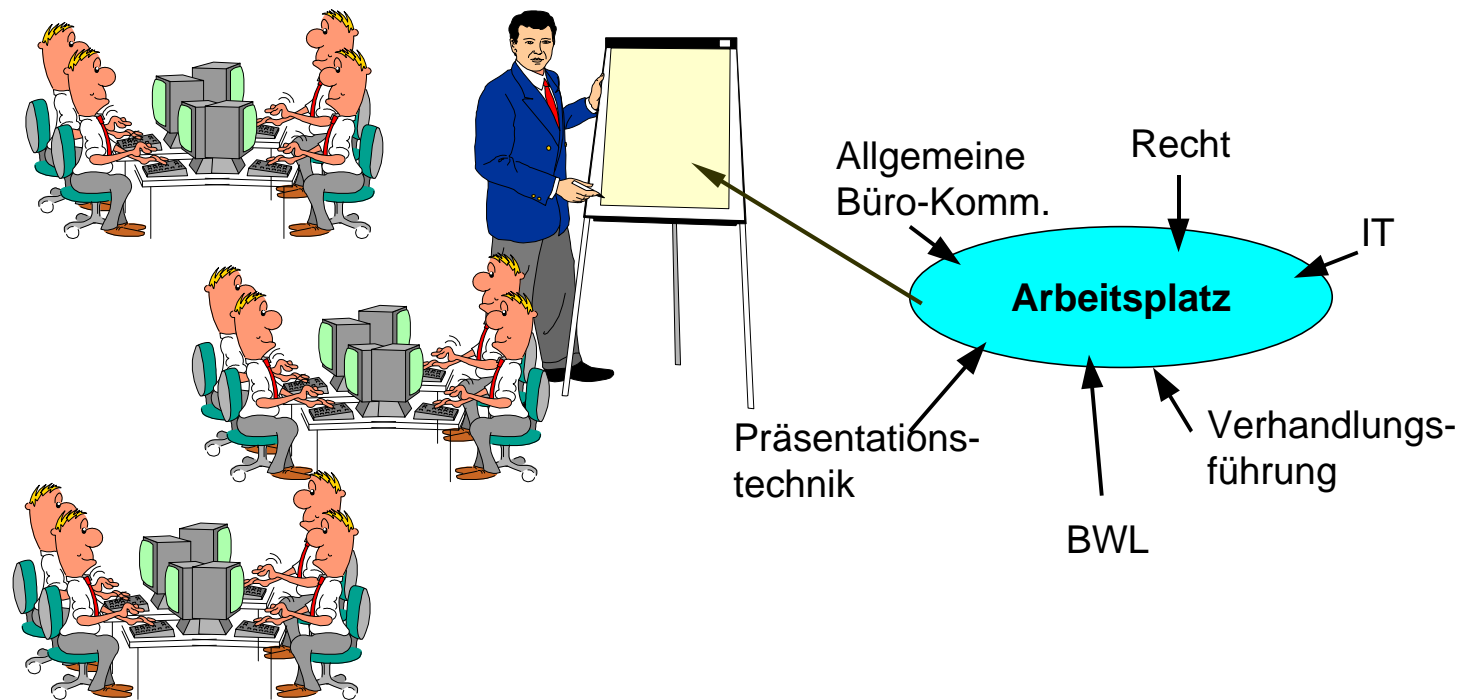 Allgemeine
Büro-Komm.
Recht
IT
Arbeitsplatz
Präsentations-
technik
BWL
Verhandlungs-
führung